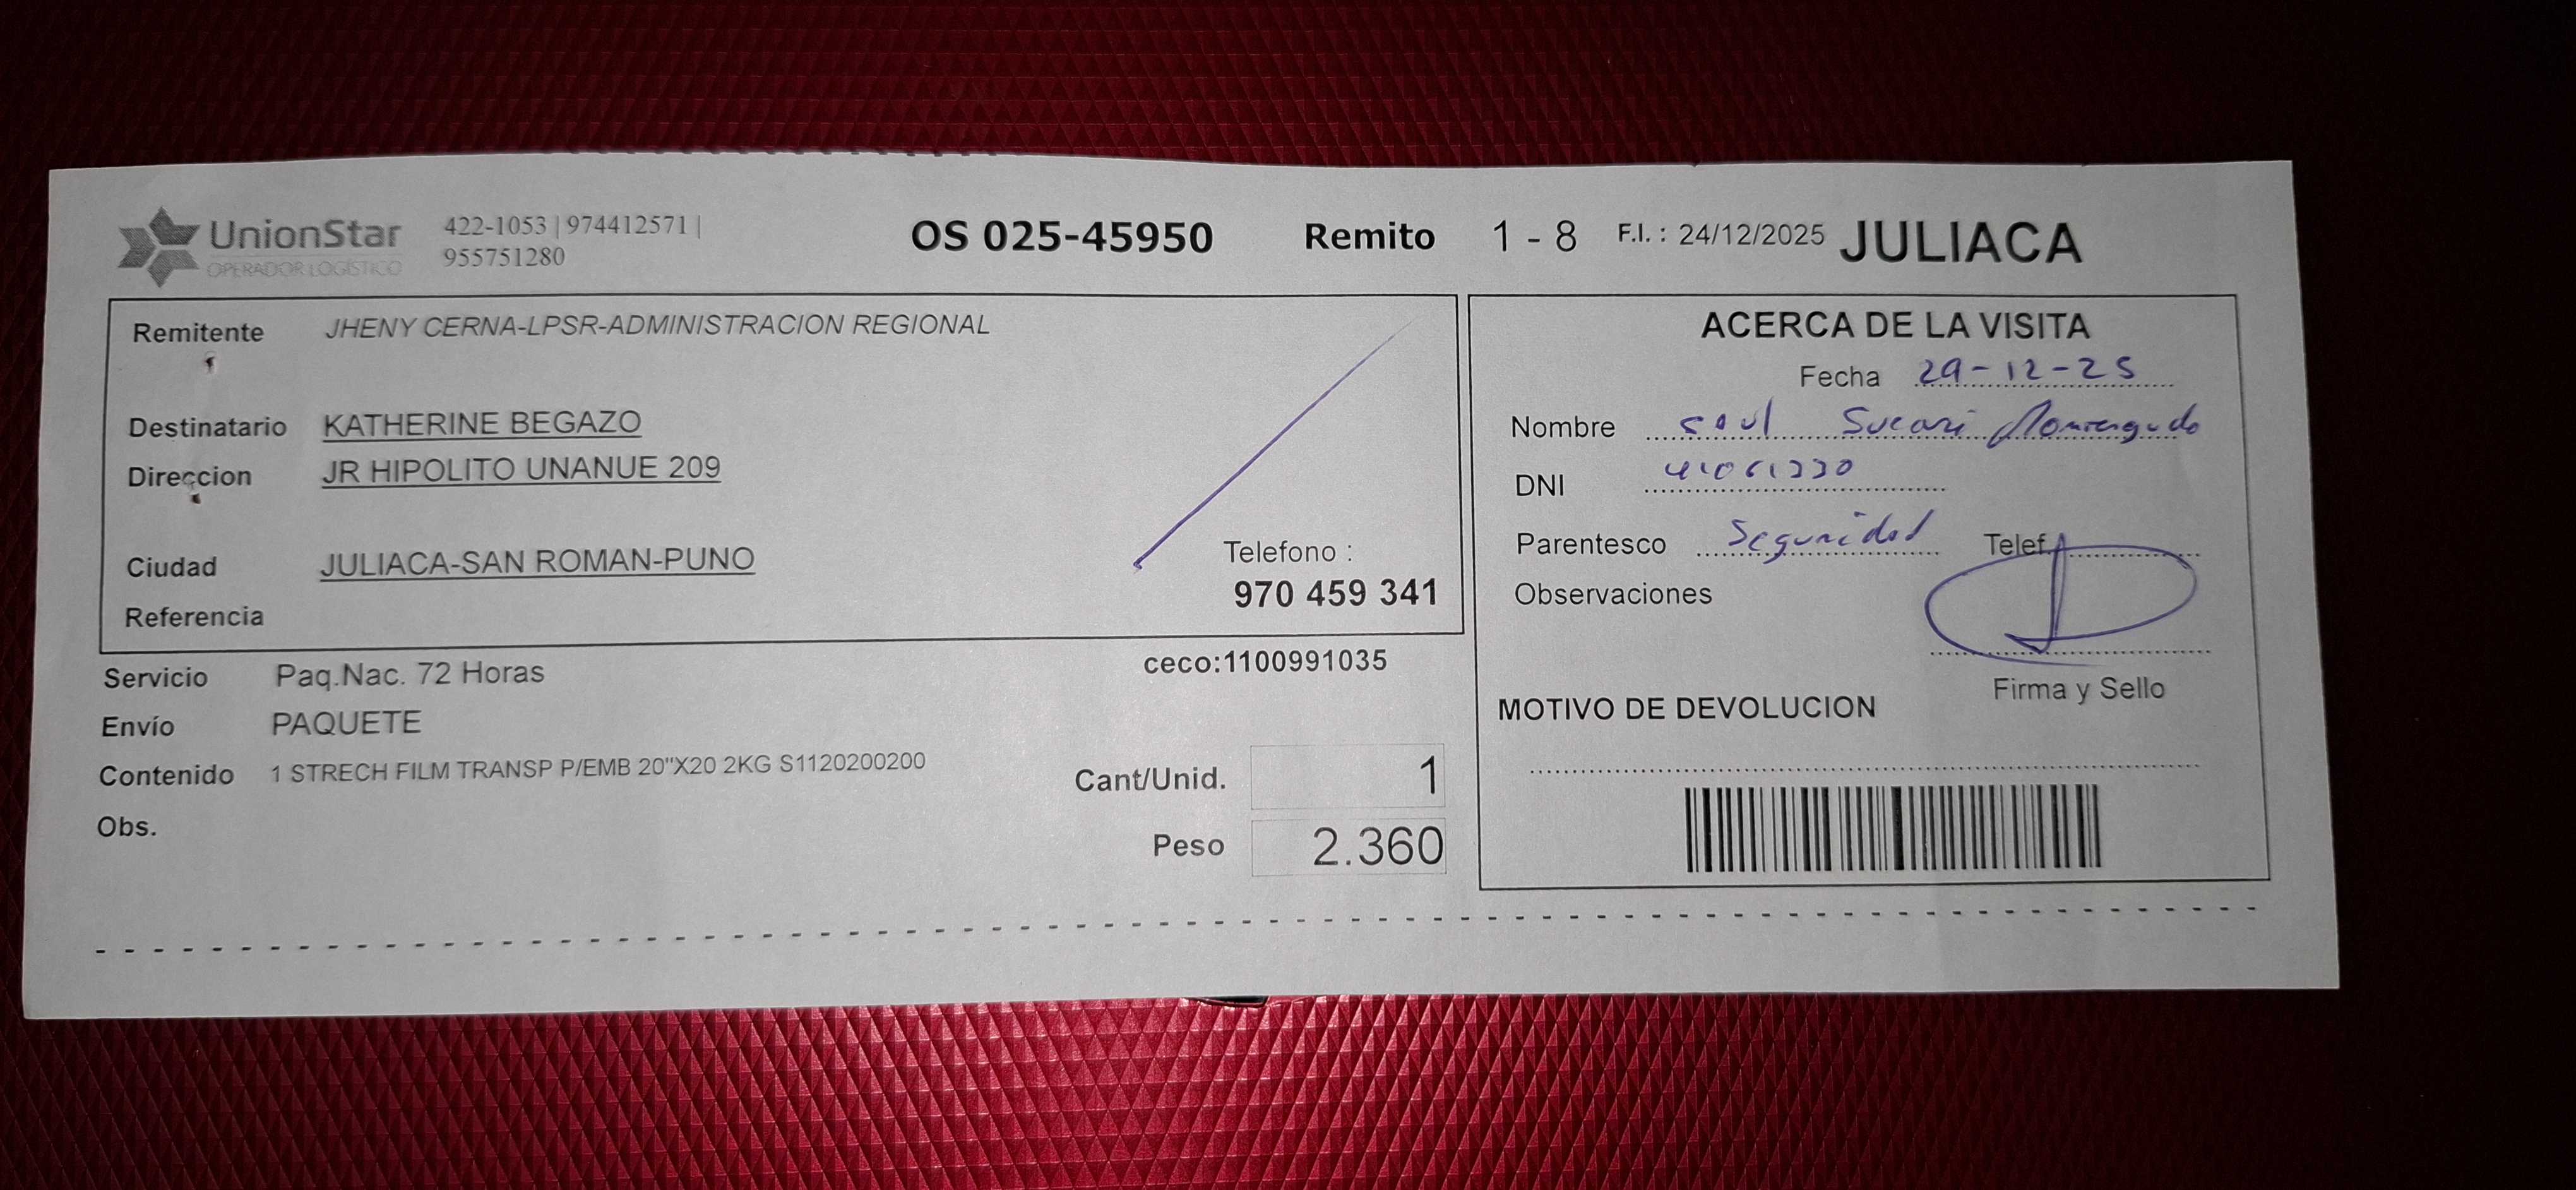 UnionStar
OPERADOR LOGÍSTICO
422-1053 | 974412571 |
955751280
OS 025-45950 Remito 1 - 8 F.I. : 24/12/2025 JULIACA
Remitente JHENY CERNA-LPSR-ADMINISTRACION REGIONAL
Destinatario KATHERINE BEGAZO
Direccion JR HIPOLITO UNANUE 209
Ciudad JULIACA-SAN ROMAN-PUNO
Telefono :
970 459 341
Referencia
ceco:1100991035
Servicio Paq.Nac. 72 Horas
Envío PAQUETE
Contenido 1 STRECH FILM TRANSP P/EMB 20"X20 2KG S1120200200
Obs.
Cant/Unid. 1
Peso 2.360
ACERCA DE LA VISITA
Fecha 29-12-25
Nombre Saul Sucari
DNI
Parentesco Seguridad Telef.
Observaciones
Firma y Sello
MOTIVO DE DEVOLUCION